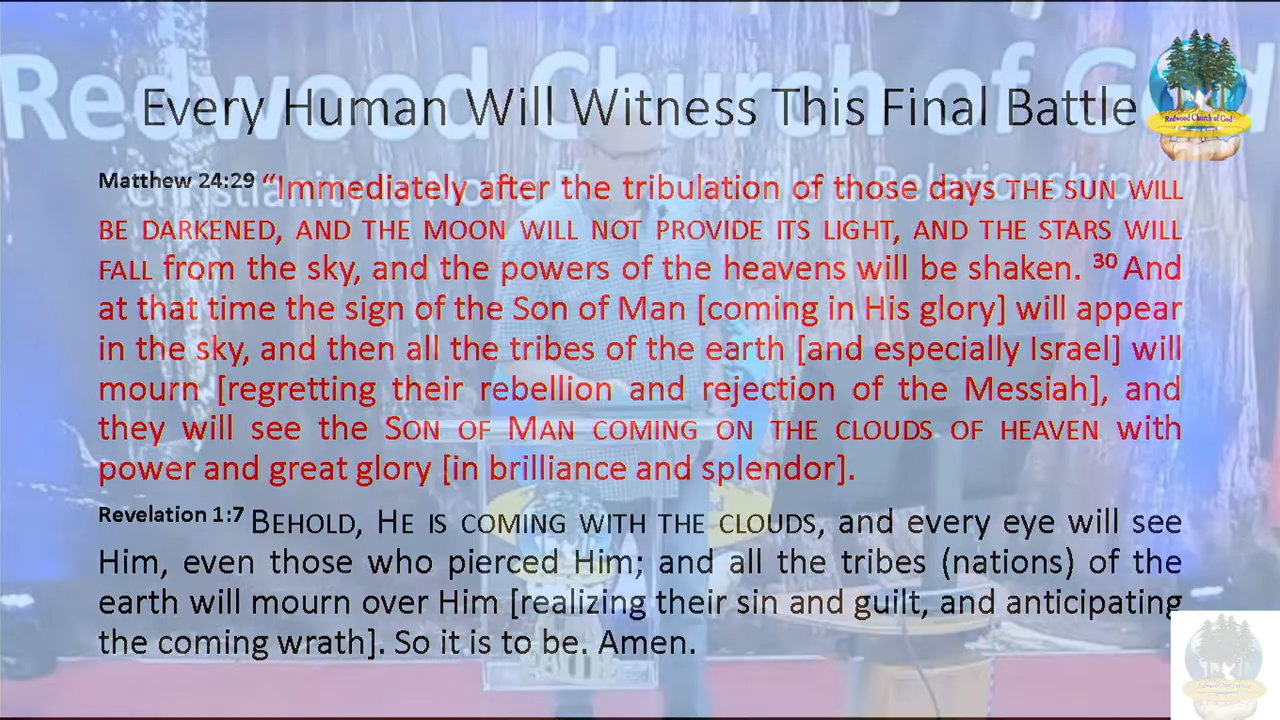 Redwood Church of God
Every Human Will Witness This Final Battle
Redwood Church of God
Matthew 24:29 “Immediately after the tribulation of those days THE SUN WILL
BE DARKENED, AND THE MOON WILL NOT PROVIDE ITS LIGHT, AND THE STARS WILL
FALL from the sky, and the powers of the heavens will be shaken. 30 And
at that time the sign of the Son of Man [coming in His glory] will appear
in the sky, and then all the tribes of the earth [and especially Israel] will
mourn [regretting their rebellion and rejection of the Messiah], and
they will see the SON OF MAN COMING ON THE CLOUDS OF HEAVEN with
power and great glory [in brilliance and splendor].
Revelation 1:7 BEHOLD, HE IS COMING WITH THE CLOUDS, and every eye will see
Him, even those who pierced Him; and all the tribes (nations) of the
earth will mourn over Him [realizing their sin and guilt, and anticipating
the coming wrath]. So it is to be. Amen.
Redwood Church of God